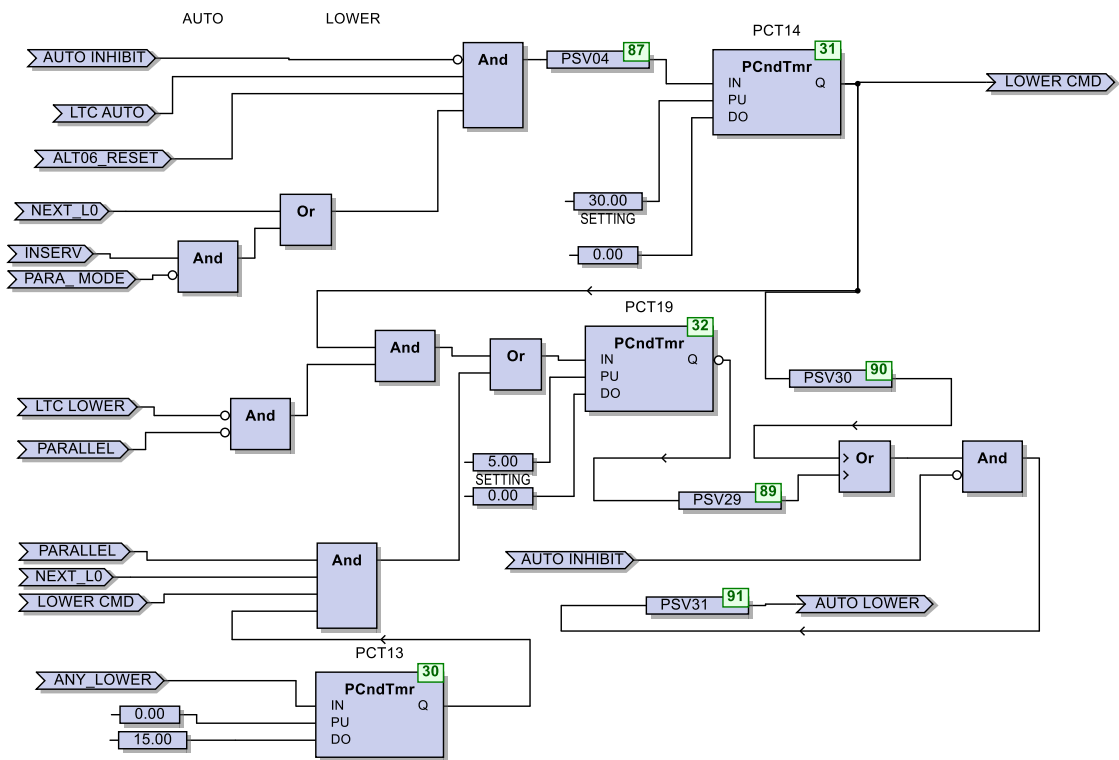 AUTO LOWER
PCT14
AUTO INHIBIT
And
PSV04 87
31
PCndTmr
IN Q
PU
DO
LOWER CMD
LTC AUTO
ALT06_RESET
30.00
SETTING
0.00
NEXT_L0
Or
INSERV
PARA_ MODE
And
PCT19
32
PCndTmr
IN Q
PU
DO
And
Or
PSV30 90
LTC LOWER
PARALLEL
And
5.00
SETTING
0.00
PSV29 89
Or
And
PARALLEL
NEXT_L0
LOWER CMD
And
AUTO INHIBIT
PSV31 91
AUTO LOWER
PCT13
30
ANY_LOWER
PCndTmr
IN Q
PU
DO
0.00
15.00